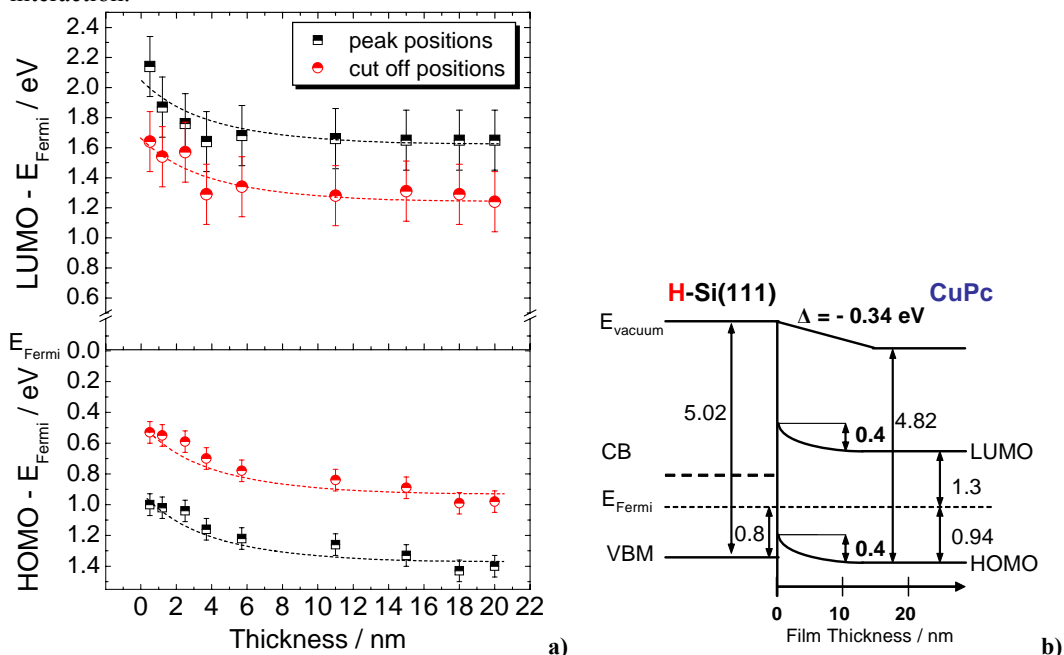 interaction.
peak positions
cut off positions
LUMO - E_Fermi / eV
2.4
2.2
2.0
1.8
1.6
1.4
1.2
1.0
0.8
0.6
E_Fermi
HOMO - E_Fermi / eV
0.0
0.2
0.4
0.6
0.8
1.0
1.2
1.4
0 2 4 6 8 10 12 14 16 18 20 22
Thickness / nm
a)
H-Si(111) CuPc
Δ = - 0.34 eV
E_vacuum
5.02
4.82
0.4
CB
LUMO
1.3
E_Fermi
0.8
0.4
0.94
VBM
HOMO
0 10 20
Film Thickness / nm
b)